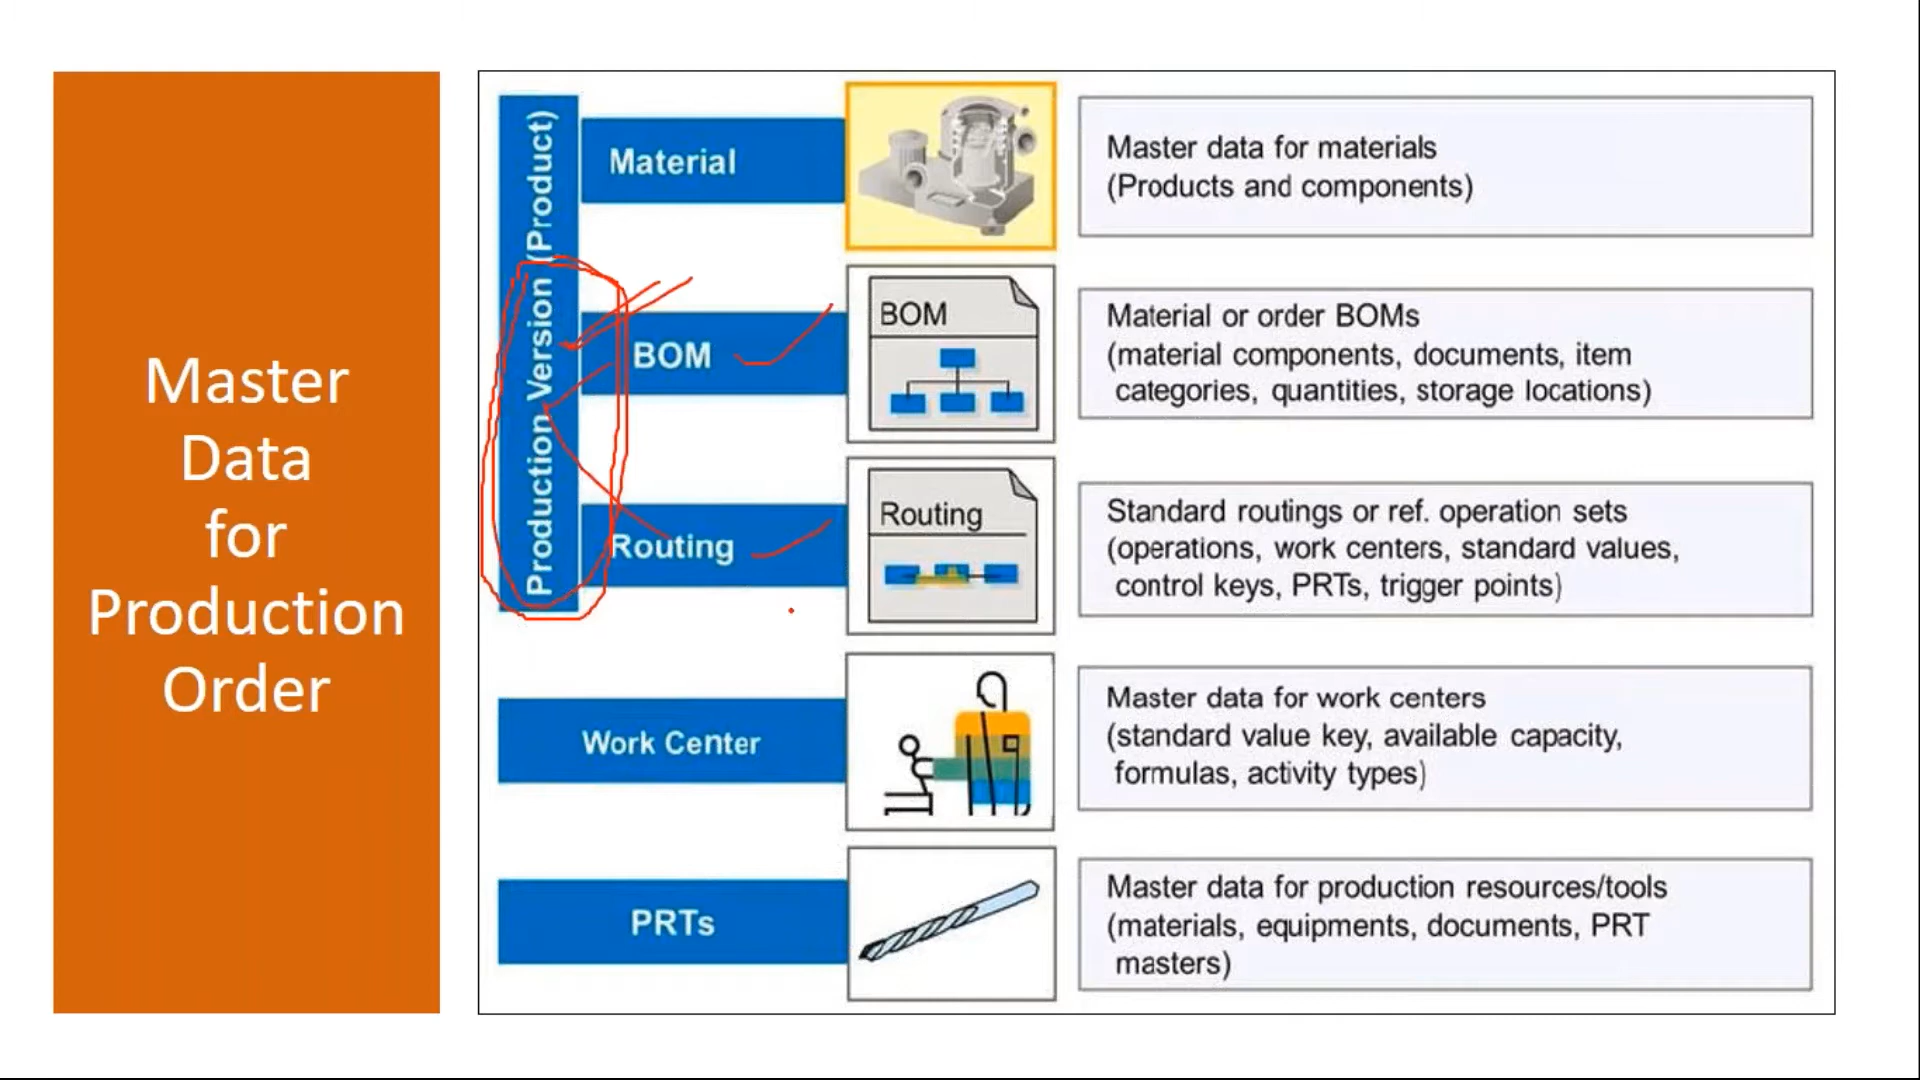 Master
Data
for
Production
Order
Production Version (Product)
Material
Master data for materials
(Products and components)
BOM
BOM
Material or order BOMs
(material components, documents, item
categories, quantities, storage locations)
Routing
Routing
Standard routings or ref. operation sets
(operations, work centers, standard values,
control keys, PRTs, trigger points)
Work Center
Master data for work centers
(standard value key, available capacity,
formulas, activity types)
PRTs
Master data for production resources/tools
(materials, equipments, documents, PRT
masters)